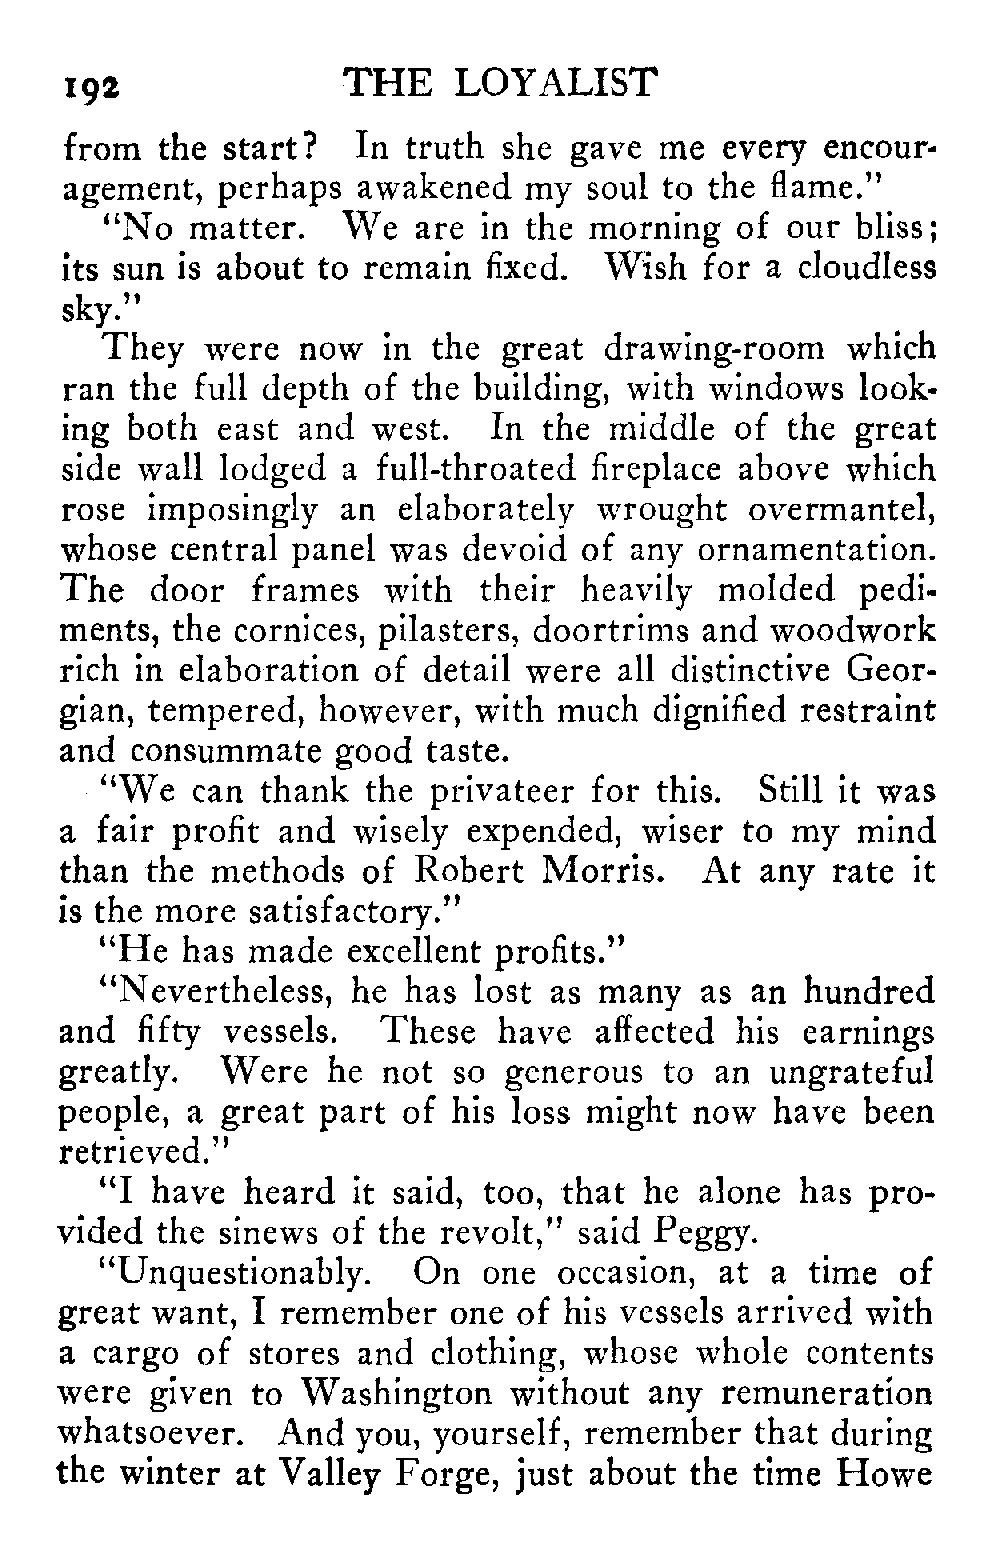 192 THE LOYALIST
from the start? In truth she gave me every encour-
agement, perhaps awakened my soul to the flame."
"No matter. We are in the morning of our bliss;
its sun is about to remain fixed. Wish for a cloudless
sky."
They were now in the great drawing-room which
ran the full depth of the building, with windows look-
ing both east and west. In the middle of the great
side wall lodged a full-throated fireplace above which
rose imposingly an elaborately wrought overmantel,
whose central panel was devoid of any ornamentation.
The door frames with their heavily molded pedi-
ments, the cornices, pilasters, doortrims and woodwork
rich in elaboration of detail were all distinctive Geor-
gian, tempered, however, with much dignified restraint
and consummate good taste.
"We can thank the privateer for this. Still it was
a fair profit and wisely expended, wiser to my mind
than the methods of Robert Morris. At any rate it
is the more satisfactory."
"He has made excellent profits."
"Nevertheless, he has lost as many as an hundred
and fifty vessels. These have affected his earnings
greatly. Were he not so generous to an ungrateful
people, a great part of his loss might now have been
retrieved."
"I have heard it said, too, that he alone has pro-
vided the sinews of the revolt," said Peggy.
"Unquestionably. On one occasion, at a time of
great want, I remember one of his vessels arrived with
a cargo of stores and clothing, whose whole contents
were given to Washington without any remuneration
whatsoever. And you, yourself, remember that during
the winter at Valley Forge, just about the time Howe